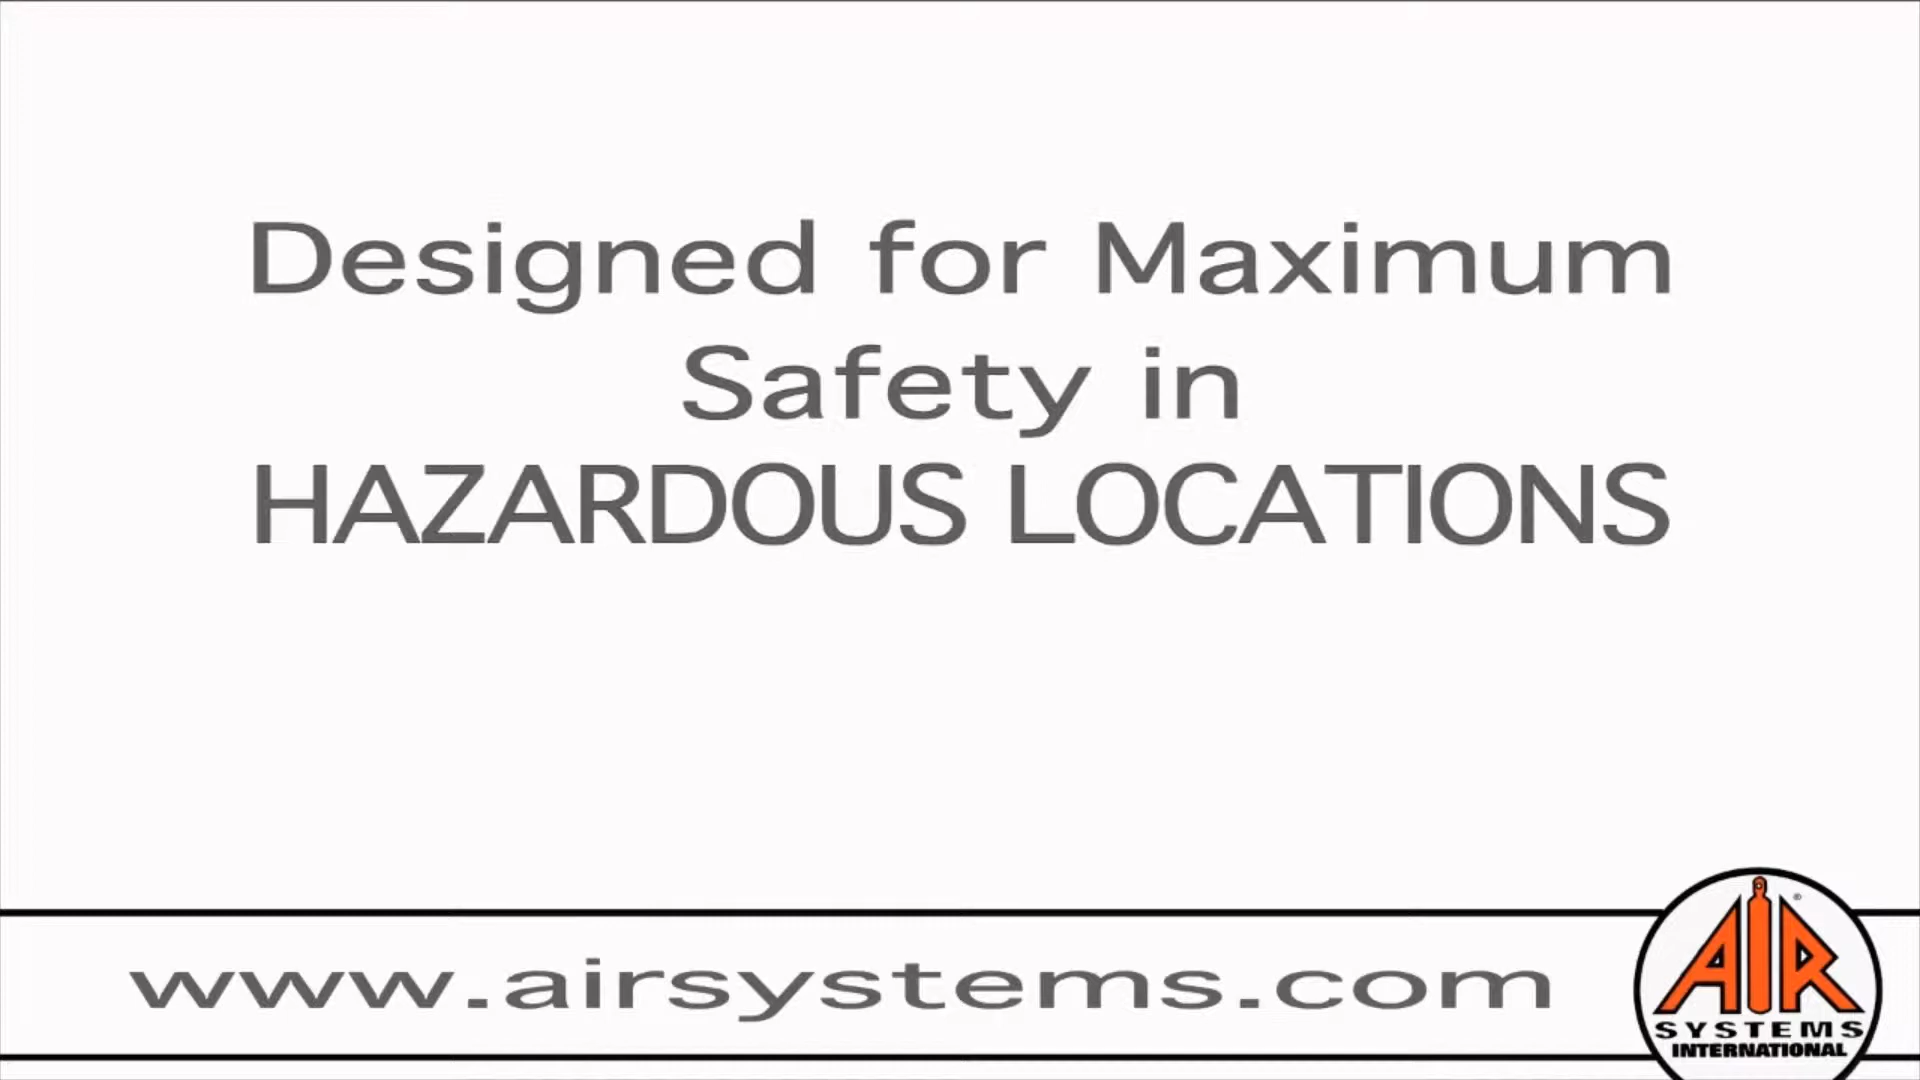 Designed for Maximum
Safety in
HAZARDOUS LOCATIONS
www.airsystems.com
AIR®
SYSTEMS
INTERNATIONAL